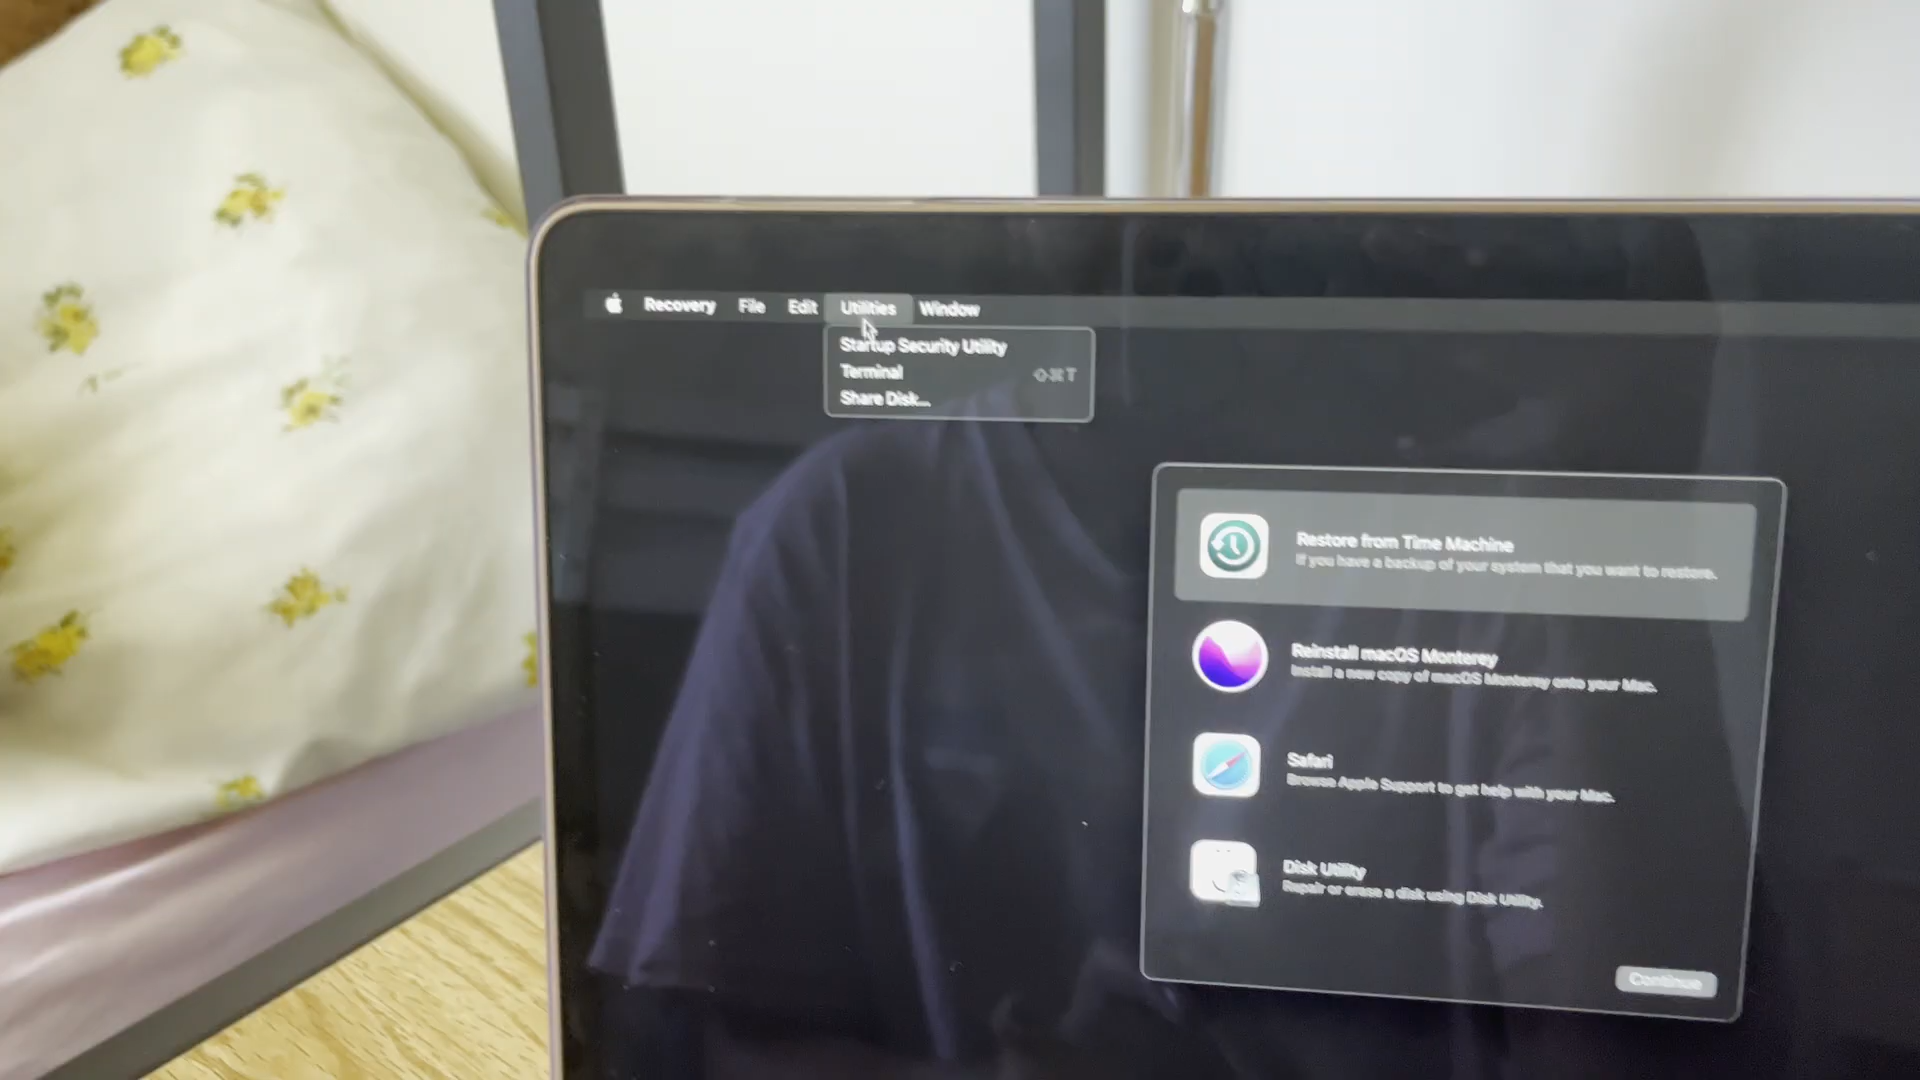 Recovery File Edit Utilities Window
Startup Security Utility
Terminal ⇧⌘T
Share Disk...
Restore from Time Machine
If you have a backup of your system that you want to restore.
Reinstall macOS Monterey
Install a new copy of macOS Monterey onto your Mac.
Safari
Browse Apple Support to get help with your Mac.
Disk Utility
Repair or erase a disk using Disk Utility.
Continue